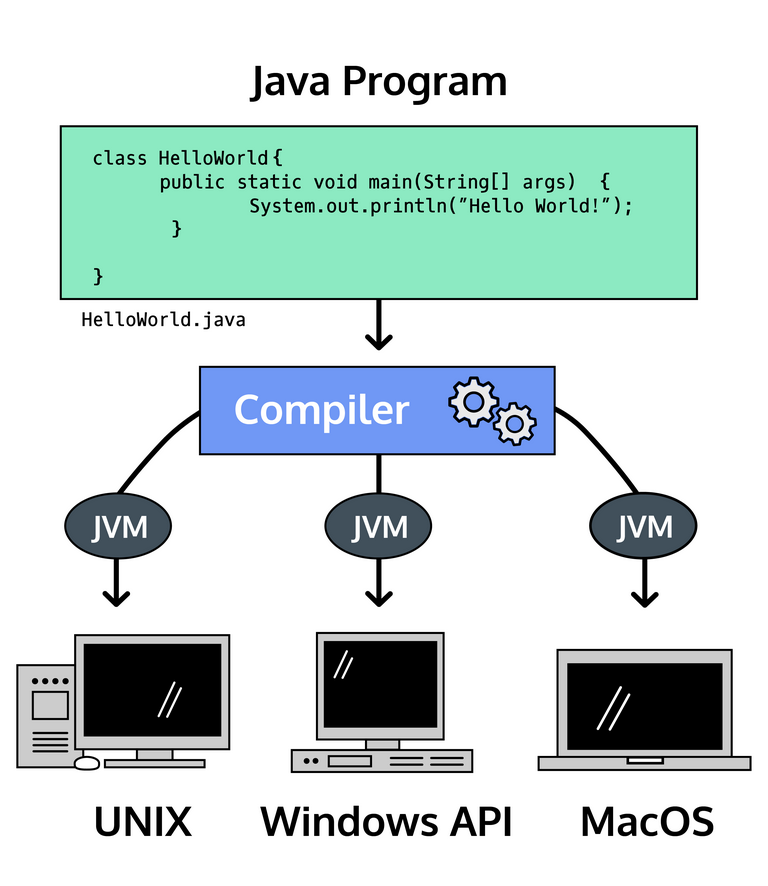 Java Program
class HelloWorld{
public static void main(String[] args)  {
System.out.println(”Hello World!”);
}
}
HelloWorld.java
Compiler
JVM JVM JVM
UNIX Windows API MacOS